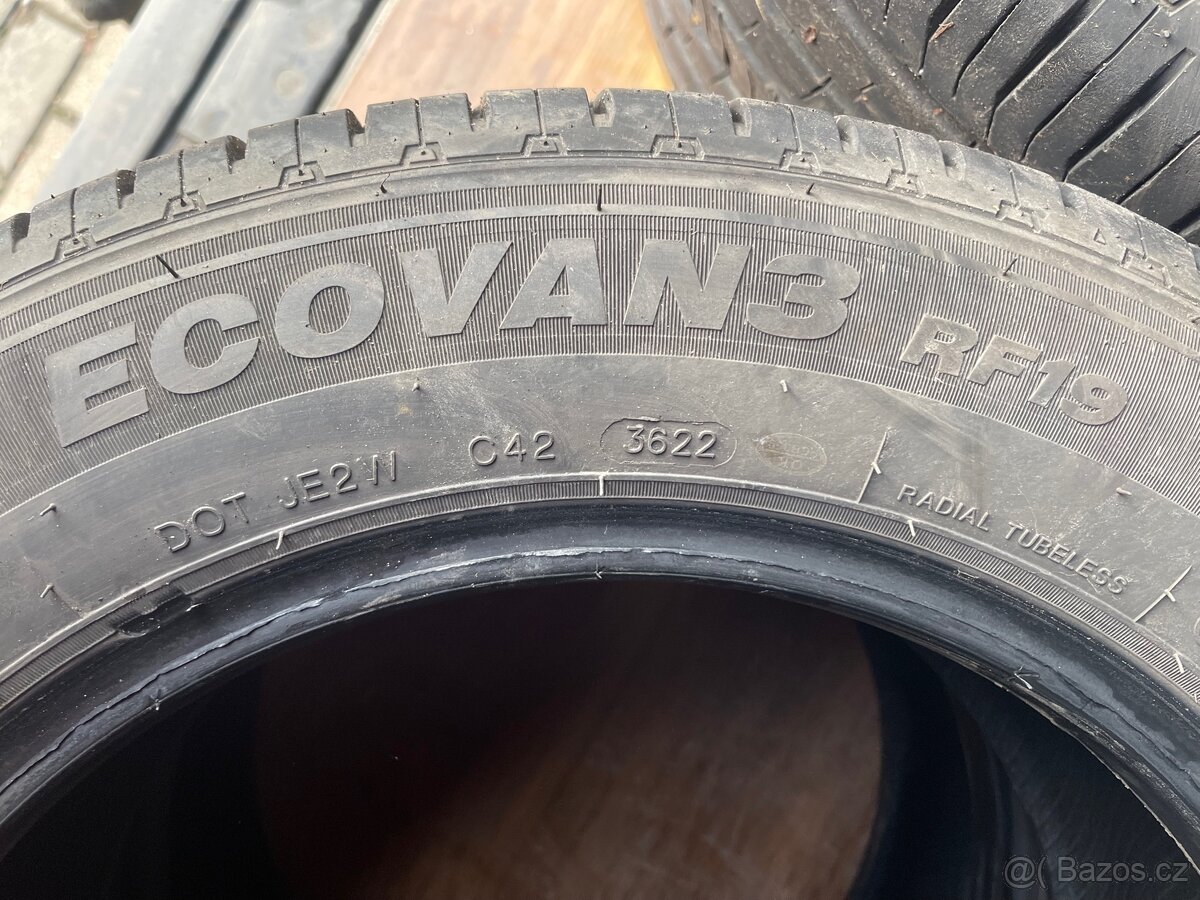 ECOVAN3 RF19
DOT JE2W C42 3622
RADIAL TUBELESS
@( Bazos.cz